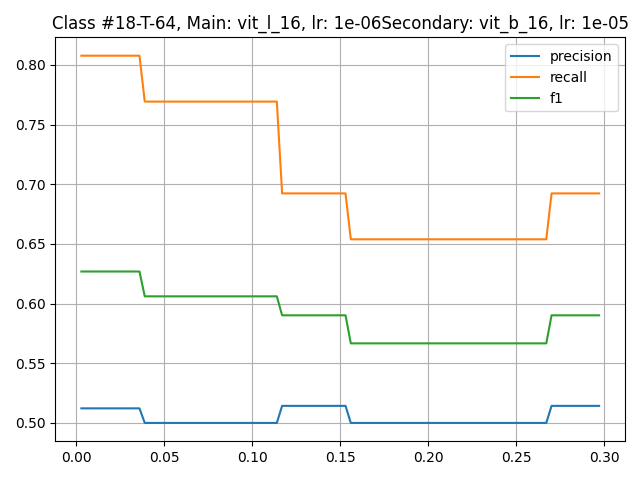 Class #18-T-64, Main: vit_l_16, lr: 1e-06Secondary: vit_b_16, lr: 1e-05
precision
recall
f1
0.80
0.75
0.70
0.65
0.60
0.55
0.50
0.00 0.05 0.10 0.15 0.20 0.25 0.30